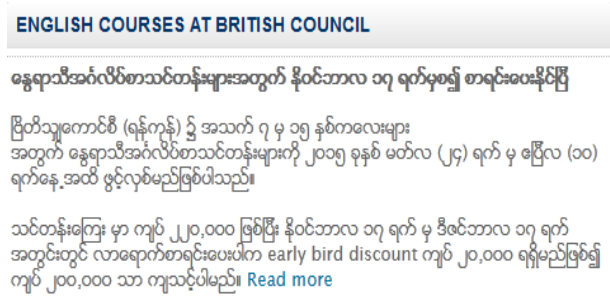 ENGLISH COURSES AT BRITISH COUNCIL
နွေရာသီအင်္ဂလိပ်စာသင်တန်းများအတွက် နိုဝင်ဘာလ ၁၇ ရက်မှစ၍ စာရင်းပေးနိုင်ပြီ
ဗြိတိသျှကောင်စီ (ရန်ကုန်) ၌ အသက် ၇ မှ ၁၅ နှစ်ကလေးများ
အတွက် နွေရာသီအင်္ဂလိပ်စာသင်တန်းများကို ၂၀၁၅ ခုနှစ် မတ်လ (၂၄) ရက် မှ ဧပြီလ (၁၀)
ရက်နေ့အထိ ဖွင့်လှစ်မည်ဖြစ်ပါသည်။
သင်တန်းကြေး မှာ ကျပ် ၂၂၀,၀၀၀ ဖြစ်ပြီး နိုဝင်ဘာလ ၁၇ ရက် မှ ဒီဇင်ဘာလ ၁၇ ရက်
အတွင်းတွင် လာရောက်စာရင်းပေးပါက early bird discount ကျပ် ၂၀,၀၀၀ ရရှိမည်ဖြစ်၍
ကျပ် ၂၀၀,၀၀၀ သာ ကျသင့်ပါမည်။ Read more